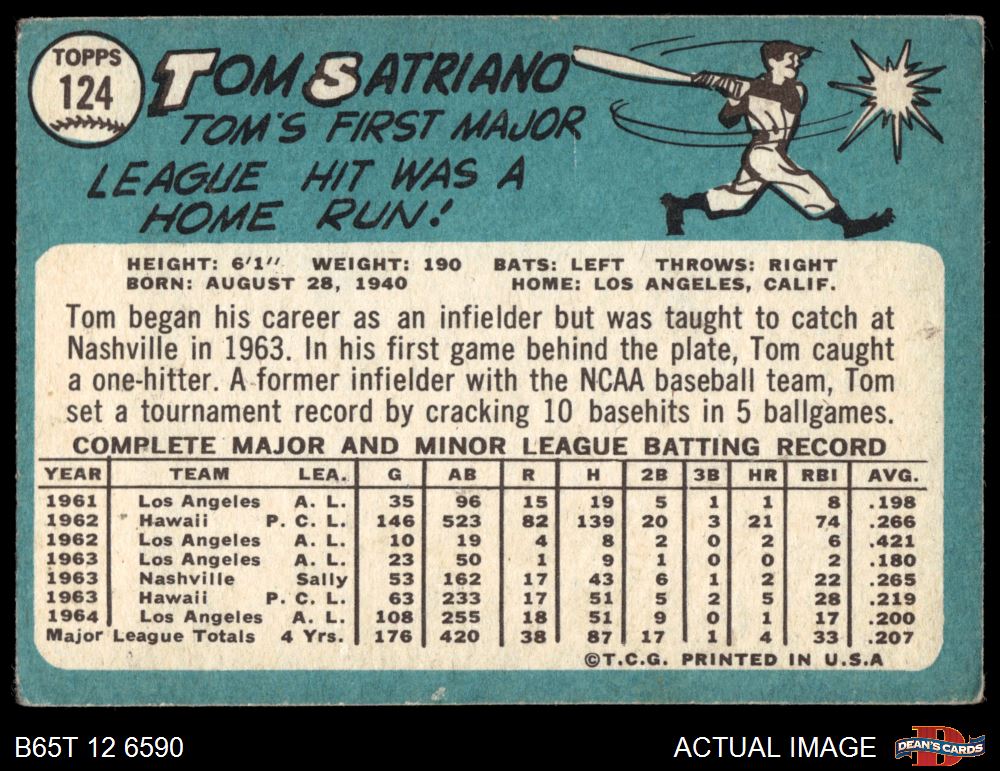 TOPPS
124
TOM SATRIANO
TOM'S FIRST MAJOR
LEAGUE HIT WAS A
HOME RUN!
HEIGHT: 6'1" WEIGHT: 190 BATS: LEFT THROWS: RIGHT
BORN: AUGUST 28, 1940 HOME: LOS ANGELES, CALIF.
Tom began his career as an infielder but was taught to catch at
Nashville in 1963. In his first game behind the plate, Tom caught
a one-hitter. A former infielder with the NCAA baseball team, Tom
set a tournament record by cracking 10 basehits in 5 ballgames.
COMPLETE MAJOR AND MINOR LEAGUE BATTING RECORD
YEAR TEAM LEA. G AB R H 2B 3B HR RBI AVG.
1961 Los Angeles A. L. 35 96 15 19 5 1 1 8 .198
1962 Hawaii P. C. L. 146 523 82 139 20 3 21 74 .266
1962 Los Angeles A. L. 10 19 4 8 2 0 2 6 .421
1963 Los Angeles A. L. 23 50 1 9 1 0 0 2 .180
1963 Nashville Sally 53 162 17 43 6 1 2 22 .265
1963 Hawaii P. C. L. 63 233 17 51 5 2 5 28 .219
1964 Los Angeles A. L. 108 255 18 51 9 0 1 17 .200
Major League Totals 4 Yrs. 176 420 38 87 17 1 4 33 .207
©T.C.G. PRINTED IN U.S.A
B65T 12 6590
ACTUAL IMAGE
D
DEAN'S CARDS